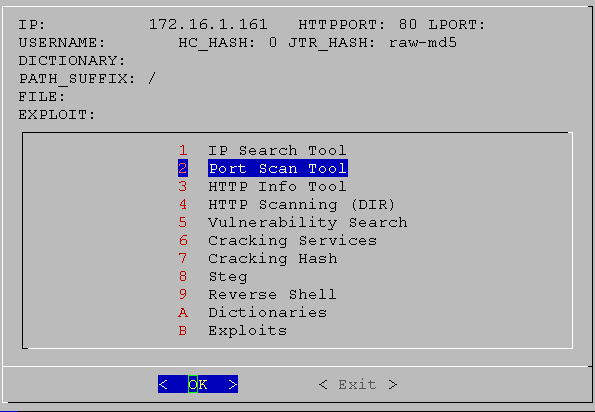 IP: 172.16.1.161 HTTPPORT: 80 LPORT:
USERNAME: HC_HASH: 0 JTR_HASH: raw-md5
DICTIONARY:
PATH_SUFFIX: /
FILE:
EXPLOIT:
1 IP Search Tool
2 Port Scan Tool
3 HTTP Info Tool
4 HTTP Scanning (DIR)
5 Vulnerability Search
6 Cracking Services
7 Cracking Hash
8 Steg
9 Reverse Shell
A Dictionaries
B Exploits
< OK > < Exit >